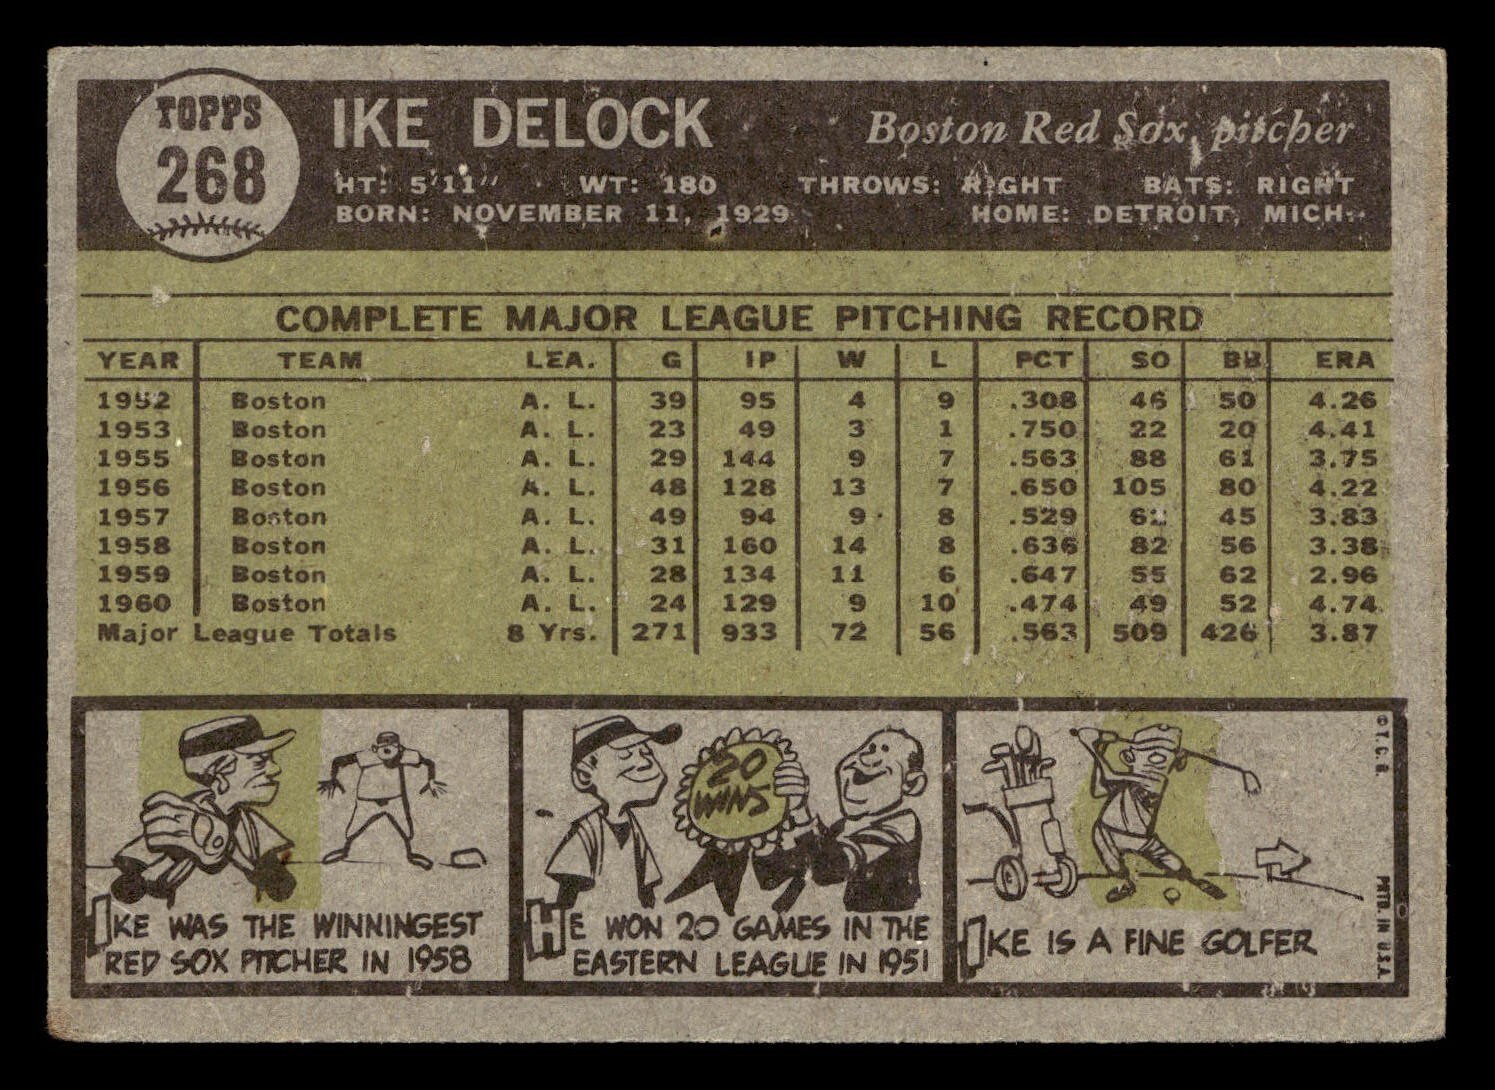 TOPPS
268
IKE DELOCK
Boston Red Sox pitcher
HT: 5'11" WT: 180 THROWS: RIGHT BATS: RIGHT
BORN: NOVEMBER 11, 1929 HOME: DETROIT, MICH.
COMPLETE MAJOR LEAGUE PITCHING RECORD
YEAR TEAM LEA. G IP W L PCT SO BB ERA
1952 Boston A. L. 39 95 4 9 .308 46 50 4.26
1953 Boston A. L. 23 49 3 1 .750 22 20 4.41
1955 Boston A. L. 29 144 9 7 .563 88 61 3.75
1956 Boston A. L. 48 128 13 7 .650 105 80 4.22
1957 Boston A. L. 49 94 9 8 .529 62 45 3.83
1958 Boston A. L. 31 160 14 8 .636 82 56 3.38
1959 Boston A. L. 28 134 11 6 .647 55 62 2.96
1960 Boston A. L. 24 129 9 10 .474 49 52 4.74
Major League Totals 8 Yrs. 271 933 72 56 .563 509 426 3.87
IKE WAS THE WINNINGEST
RED SOX PITCHER IN 1958
20
WINS
HE WON 20 GAMES IN THE
EASTERN LEAGUE IN 1951
IKE IS A FINE GOLFER
© T. C. G.
PRTD. IN U.S.A.